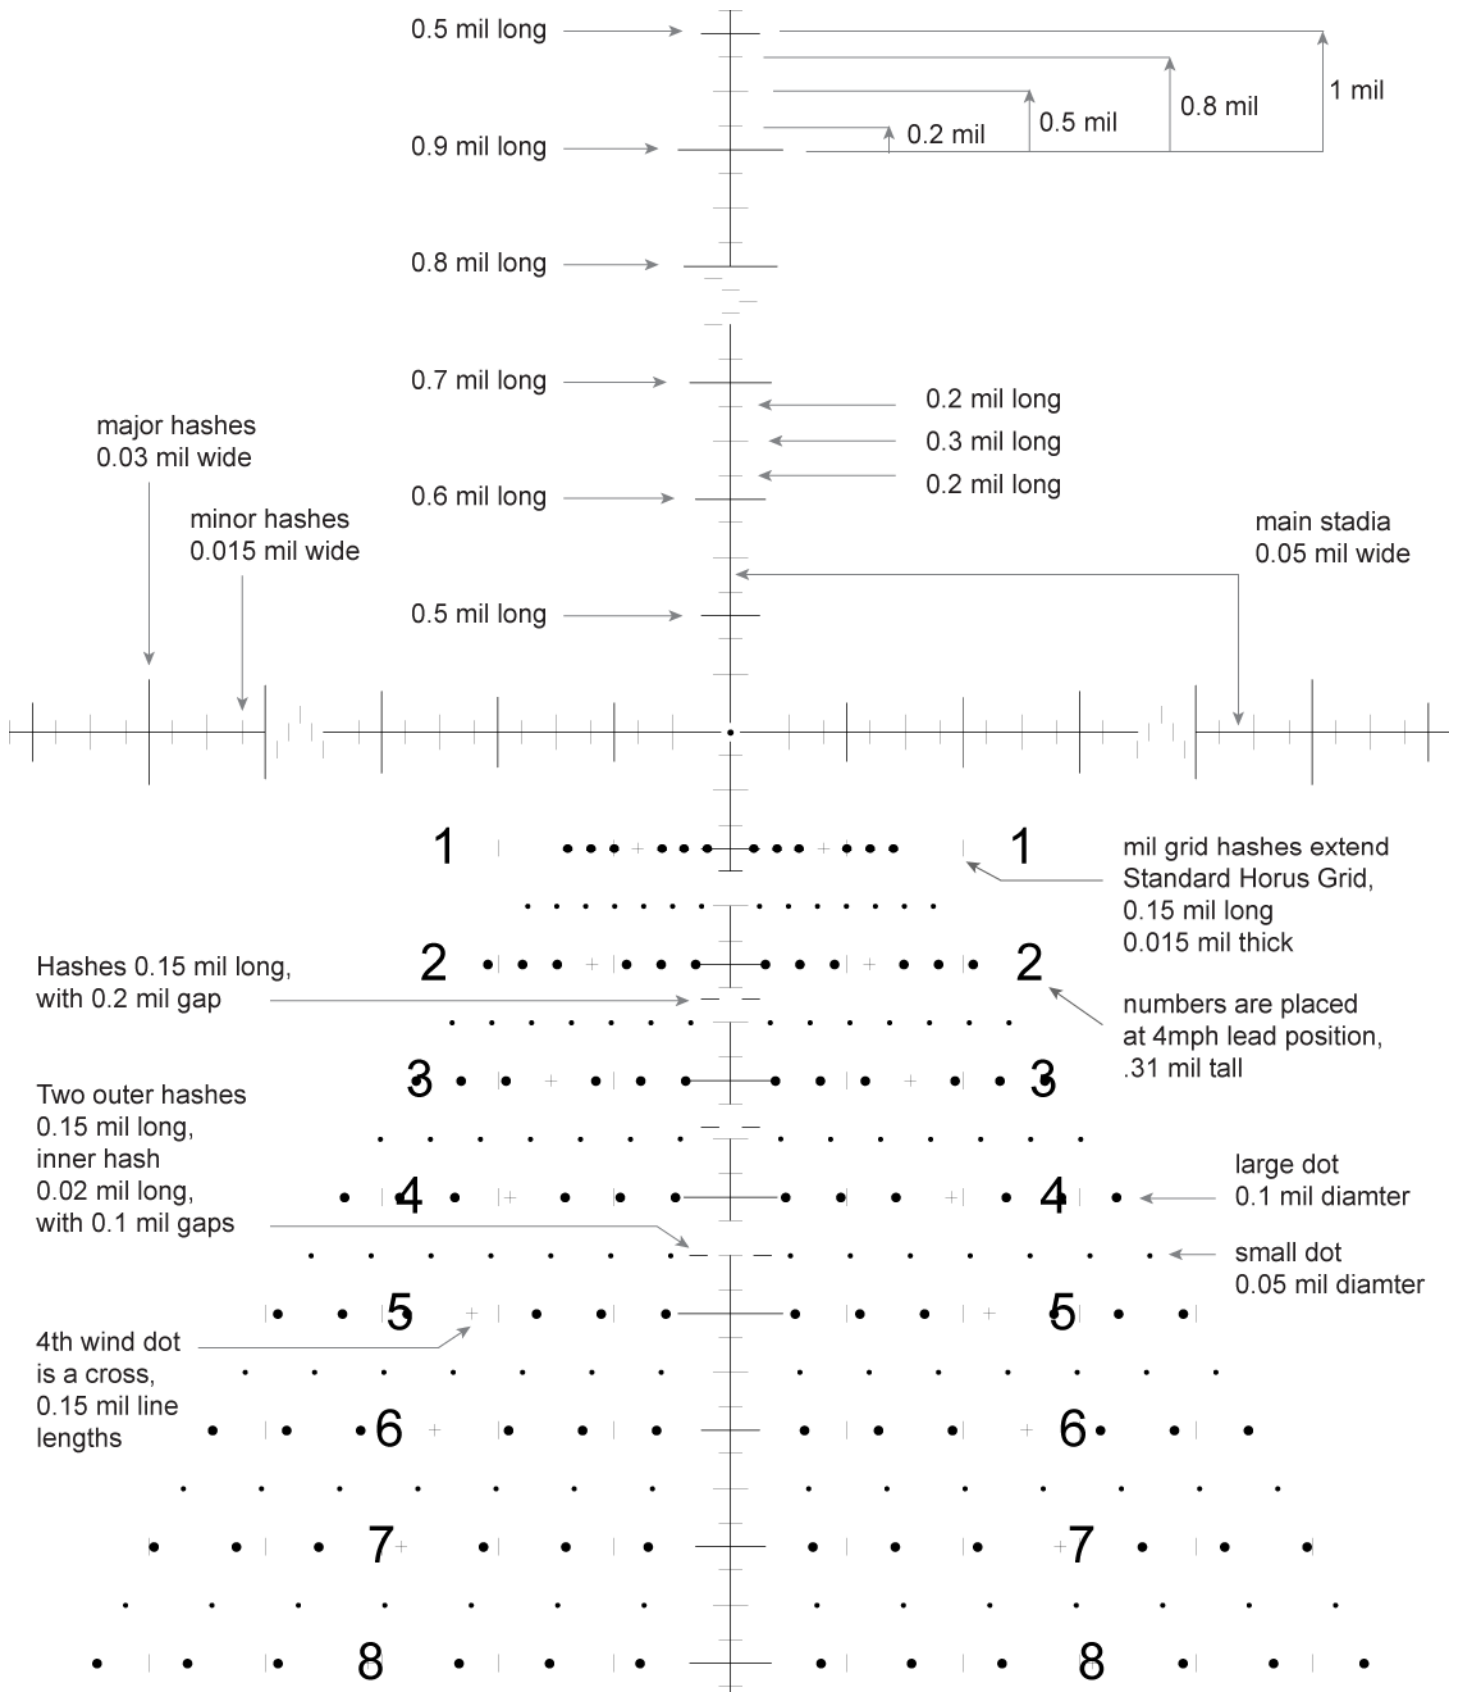 0.5 mil long
1 mil
0.8 mil
0.5 mil
0.2 mil
0.9 mil long
0.8 mil long
0.7 mil long
0.2 mil long
major hashes
0.03 mil wide
0.3 mil long
0.2 mil long
0.6 mil long
minor hashes
0.015 mil wide
main stadia
0.05 mil wide
0.5 mil long
1
1
mil grid hashes extend
Standard Horus Grid,
0.15 mil long
0.015 mil thick
Hashes 0.15 mil long,
with 0.2 mil gap
2
2
numbers are placed
at 4mph lead position,
.31 mil tall
3
3
Two outer hashes
0.15 mil long,
inner hash
0.02 mil long,
with 0.1 mil gaps
4
4
large dot
0.1 mil diamter
small dot
0.05 mil diamter
5
5
4th wind dot
is a cross,
0.15 mil line
lengths
6
6
7
7
8
8